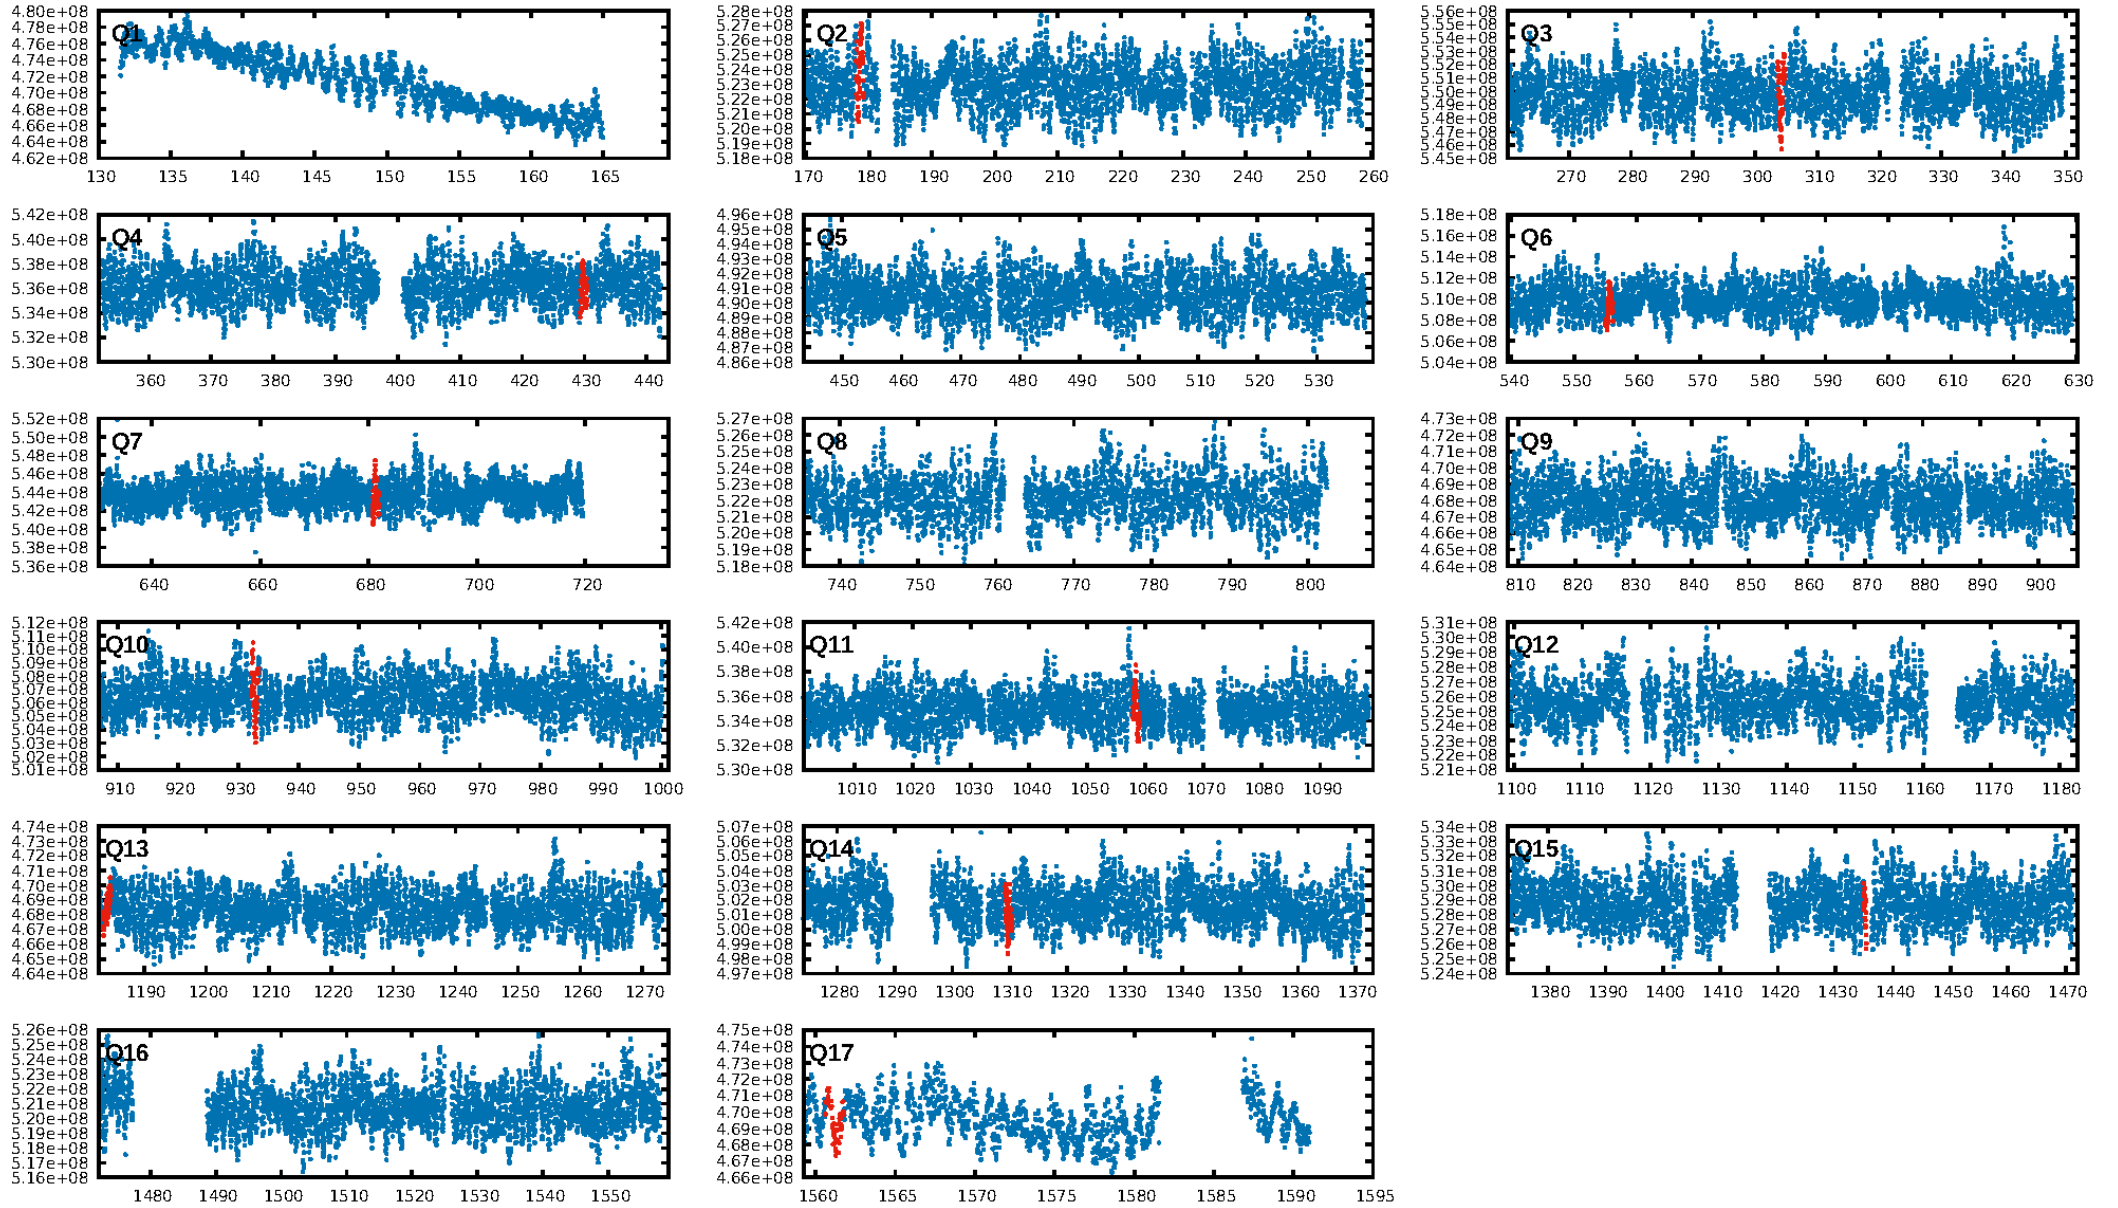 Q1
4.80e+08
4.78e+08
4.76e+08
4.74e+08
4.72e+08
4.70e+08
4.68e+08
4.66e+08
4.64e+08
4.62e+08
130 135 140 145 150 155 160 165
Q2
5.28e+08
5.27e+08
5.26e+08
5.25e+08
5.24e+08
5.23e+08
5.22e+08
5.21e+08
5.20e+08
5.19e+08
5.18e+08
170 180 190 200 210 220 230 240 250 260
Q3
5.56e+08
5.55e+08
5.54e+08
5.53e+08
5.52e+08
5.51e+08
5.50e+08
5.49e+08
5.48e+08
5.47e+08
5.46e+08
5.45e+08
270 280 290 300 310 320 330 340 350
Q4
5.42e+08
5.40e+08
5.38e+08
5.36e+08
5.34e+08
5.32e+08
5.30e+08
360 370 380 390 400 410 420 430 440
Q5
4.96e+08
4.95e+08
4.94e+08
4.93e+08
4.92e+08
4.91e+08
4.90e+08
4.89e+08
4.88e+08
4.87e+08
4.86e+08
450 460 470 480 490 500 510 520 530
Q6
5.18e+08
5.16e+08
5.14e+08
5.12e+08
5.10e+08
5.08e+08
5.06e+08
5.04e+08
540 550 560 570 580 590 600 610 620 630
Q7
5.52e+08
5.50e+08
5.48e+08
5.46e+08
5.44e+08
5.42e+08
5.40e+08
5.38e+08
5.36e+08
640 660 680 700 720
Q8
5.27e+08
5.26e+08
5.25e+08
5.24e+08
5.23e+08
5.22e+08
5.21e+08
5.20e+08
5.19e+08
5.18e+08
740 750 760 770 780 790 800
Q9
4.73e+08
4.72e+08
4.71e+08
4.70e+08
4.69e+08
4.68e+08
4.67e+08
4.66e+08
4.65e+08
4.64e+08
810 820 830 840 850 860 870 880 890 900
Q10
5.12e+08
5.11e+08
5.10e+08
5.09e+08
5.08e+08
5.07e+08
5.06e+08
5.05e+08
5.04e+08
5.03e+08
5.02e+08
5.01e+08
910 920 930 940 950 960 970 980 990 1000
Q11
5.42e+08
5.40e+08
5.38e+08
5.36e+08
5.34e+08
5.32e+08
5.30e+08
1010 1020 1030 1040 1050 1060 1070 1080 1090
Q12
5.31e+08
5.30e+08
5.29e+08
5.28e+08
5.27e+08
5.26e+08
5.25e+08
5.24e+08
5.23e+08
5.22e+08
5.21e+08
1100 1110 1120 1130 1140 1150 1160 1170 1180
Q13
4.74e+08
4.73e+08
4.72e+08
4.71e+08
4.70e+08
4.69e+08
4.68e+08
4.67e+08
4.66e+08
4.65e+08
4.64e+08
1190 1200 1210 1220 1230 1240 1250 1260 1270
Q14
5.07e+08
5.06e+08
5.05e+08
5.04e+08
5.03e+08
5.02e+08
5.01e+08
5.00e+08
4.99e+08
4.98e+08
4.97e+08
1280 1290 1300 1310 1320 1330 1340 1350 1360 1370
Q15
5.34e+08
5.33e+08
5.32e+08
5.31e+08
5.30e+08
5.29e+08
5.28e+08
5.27e+08
5.26e+08
5.25e+08
5.24e+08
1380 1390 1400 1410 1420 1430 1440 1450 1460 1470
Q16
5.26e+08
5.25e+08
5.24e+08
5.23e+08
5.22e+08
5.21e+08
5.20e+08
5.19e+08
5.18e+08
5.17e+08
5.16e+08
1480 1490 1500 1510 1520 1530 1540 1550
Q17
4.75e+08
4.74e+08
4.73e+08
4.72e+08
4.71e+08
4.70e+08
4.69e+08
4.68e+08
4.67e+08
4.66e+08
1560 1565 1570 1575 1580 1585 1590 1595